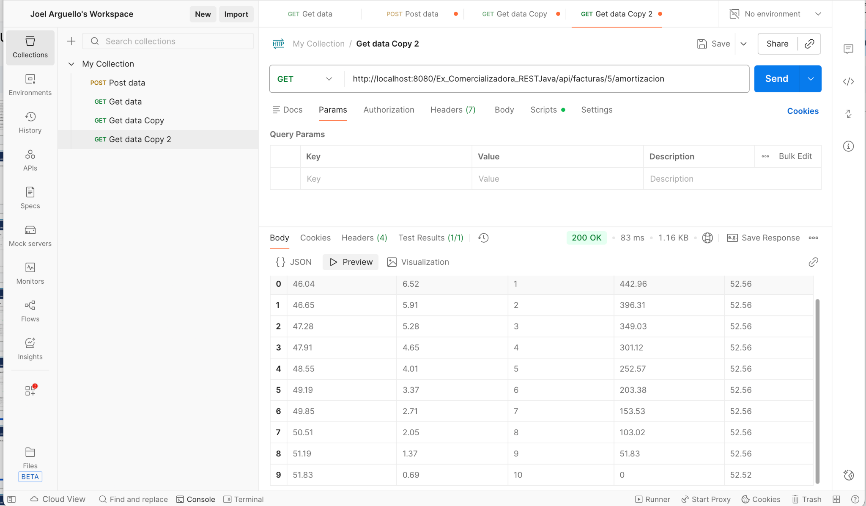 Joel Arguello's Workspace
New
Import
GET Get data
POST Post data
GET Get data Copy
GET Get data Copy 2
No environment
Collections
Environments
History
APIs
Specs
Mock servers
Monitors
Flows
Insights
Files
BETA
Search collections
My Collection
POST Post data
GET Get data
GET Get data Copy
GET Get data Copy 2
HTTP My Collection / Get data Copy 2
Save
Share
GET
http://localhost:8080/Ex_Comercializadora_RESTJava/api/facturas/5/amortizacion
Send
Docs Params Authorization Headers (7) Body Scripts Settings
Cookies
Query Params
Key Value Description Bulk Edit
Key Value Description
Body Cookies Headers (4) Test Results (1/1)
200 OK 83 ms 1.16 KB Save Response
{} JSON Preview Visualization
0 46.04 6.52 1 442.96 52.56
1 46.65 5.91 2 396.31 52.56
2 47.28 5.28 3 349.03 52.56
3 47.91 4.65 4 301.12 52.56
4 48.55 4.01 5 252.57 52.56
5 49.19 3.37 6 203.38 52.56
6 49.85 2.71 7 153.53 52.56
7 50.51 2.05 8 103.02 52.56
8 51.19 1.37 9 51.83 52.56
9 51.83 0.69 10 0 52.52
Cloud View Find and replace Console Terminal
Runner Start Proxy Cookies Trash